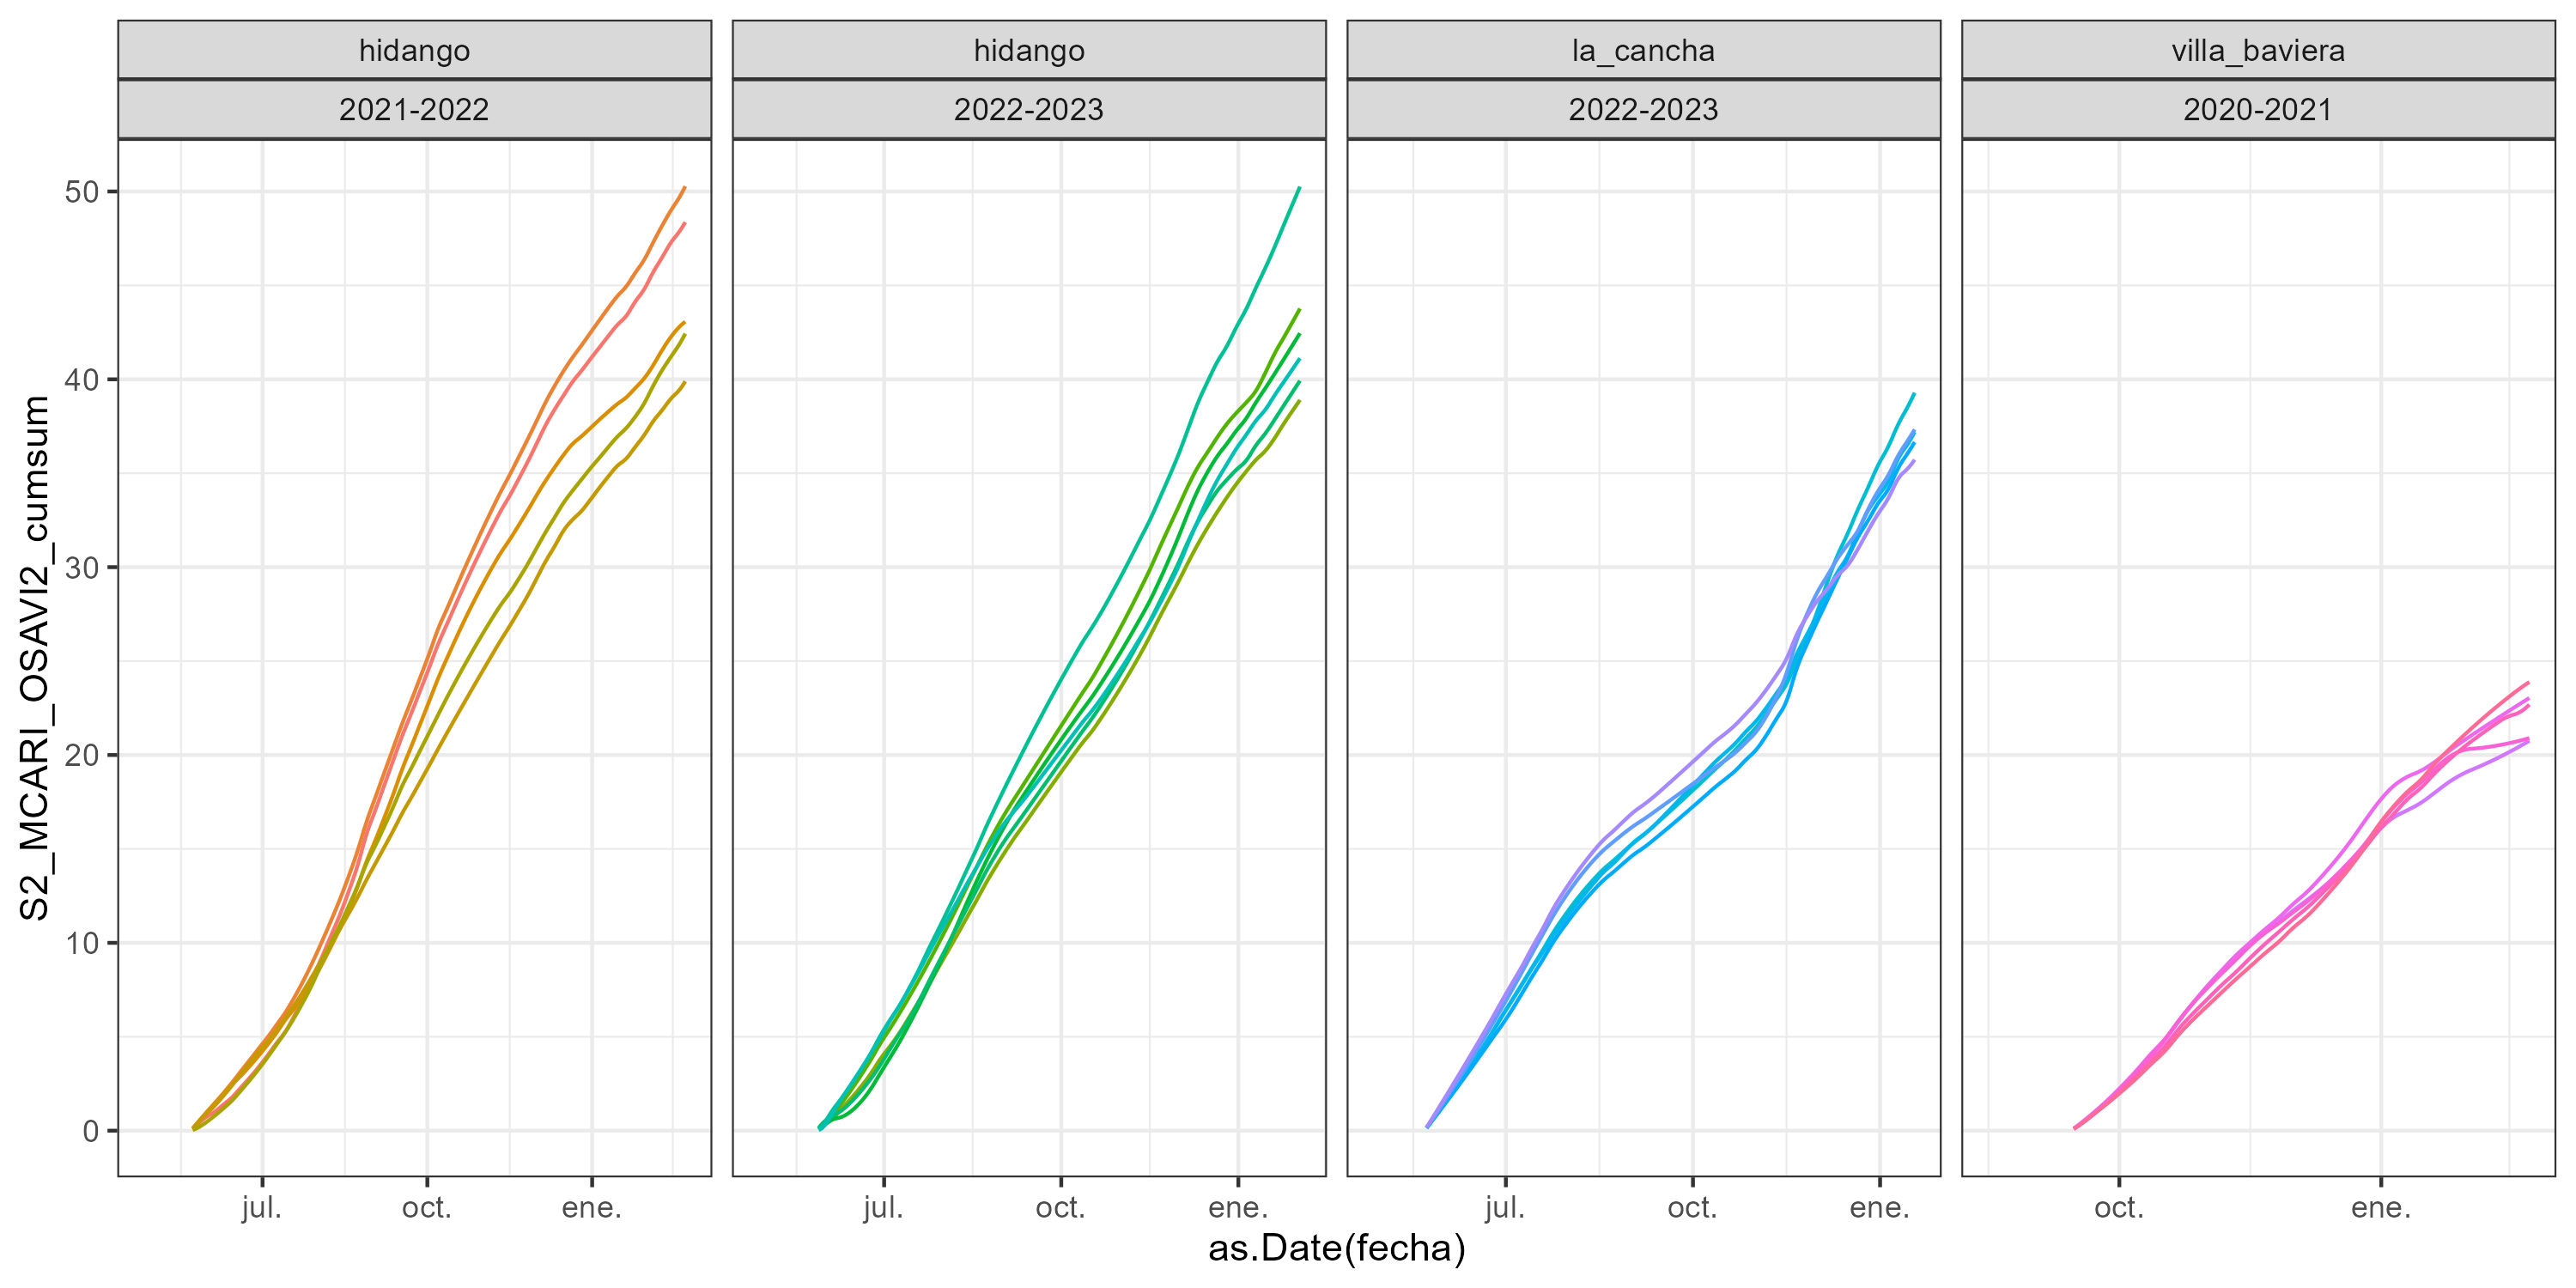 hidango
hidango
la_cancha
villa_baviera
2021-2022
2022-2023
2022-2023
2020-2021
S2_MCARI_OSAVI2_cumsum
50
40
30
20
10
0
jul.
oct.
ene.
jul.
oct.
ene.
jul.
oct.
ene.
oct.
ene.
as.Date(fecha)